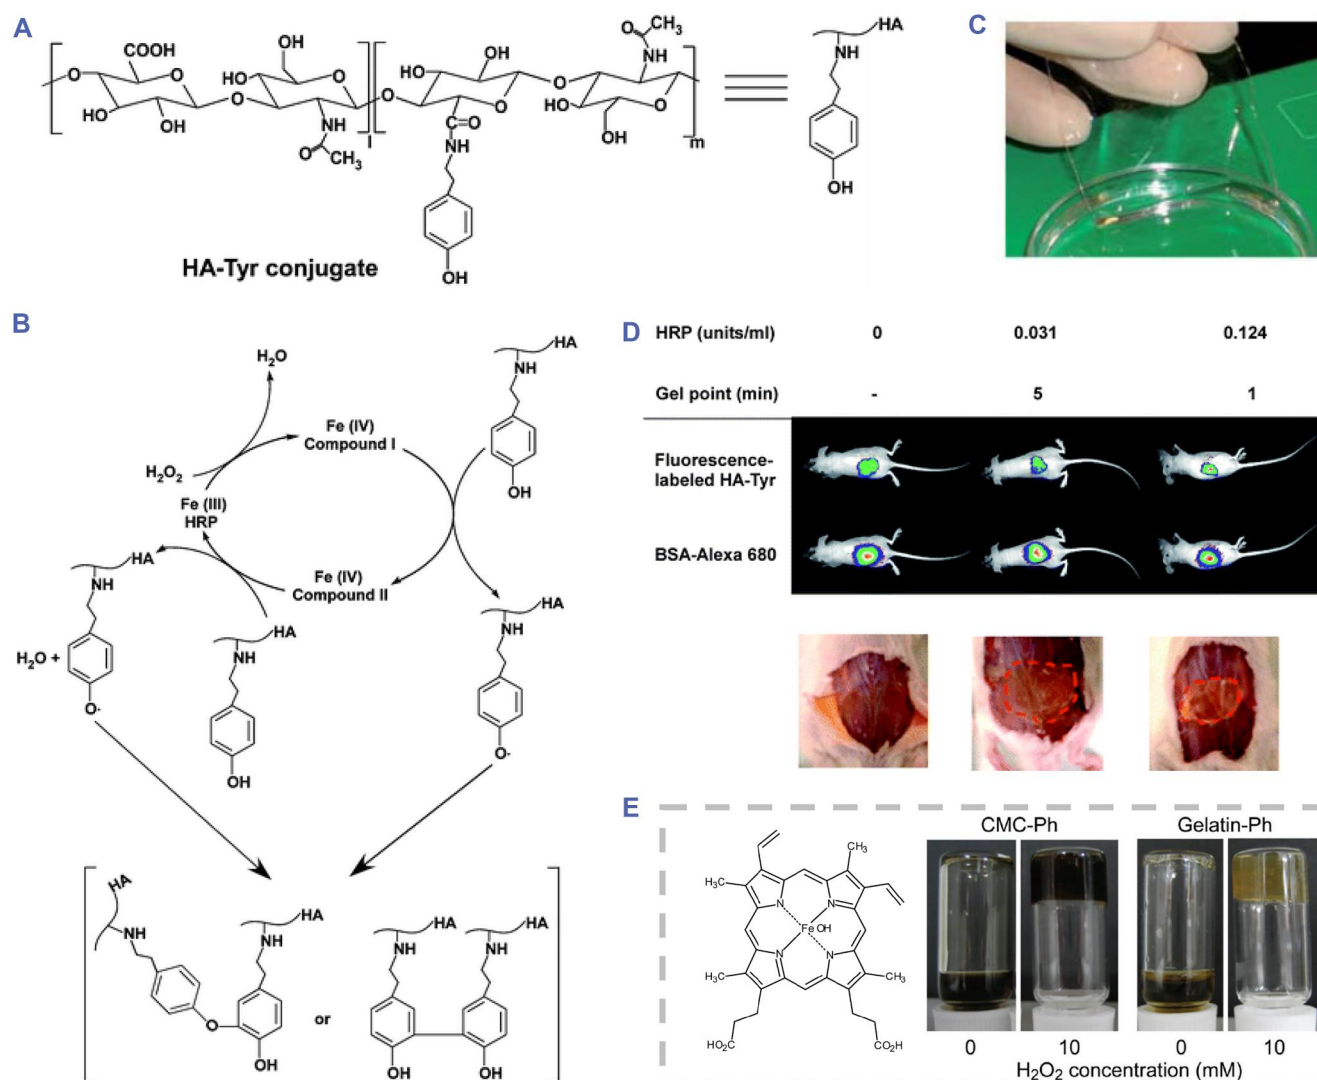 A
COOH
OH
O
O
HO
O
HO
OH
O
NH
O
CH3
l
HO
OH
O
O
O
C=O
NH
OH
O
CH3
NH
O
HO
O
OH
m
HA-Tyr conjugate
HA
NH
OH
C
B
H2O
H2O2
Fe (IV)
Compound I
Fe (III)
HRP
Fe (IV)
Compound II
HA
NH
OH
HA
NH
H2O +
O·
HA
NH
OH
HA
NH
O·
HA
NH
O
HA
NH
OH
or
HA
NH
OH
HA
NH
OH
D
HRP (units/ml) 0 0.031 0.124
Gel point (min) - 5 1
Fluorescence-
labeled HA-Tyr
BSA-Alexa 680
E
CH3
H3C
N
N
Fe OH
N
N
H3C
CH3
HO2C
CO2H
CMC-Ph Gelatin-Ph
0 10 0 10
H2O2 concentration (mM)